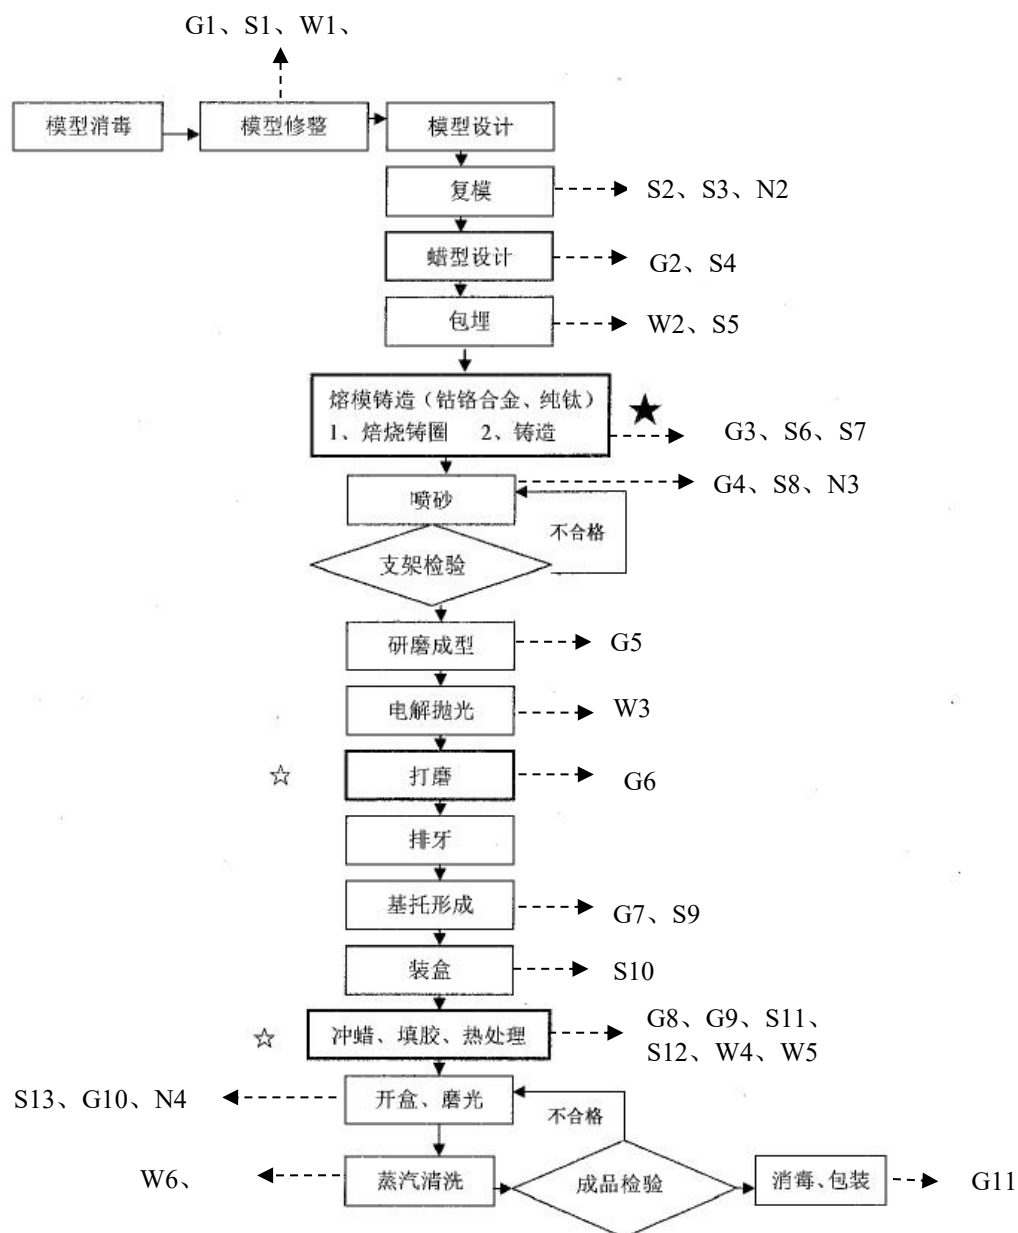 G1、S1、W1、
模型消毒
模型修整
模型设计
复模
S2、S3、N2
蜡型设计
G2、S4
包埋
W2、S5
熔模铸造（钴铬合金、纯钛）
1、焙烧铸圈 2、铸造
G3、S6、S7
喷砂
G4、S8、N3
不合格
支架检验
研磨成型
G5
电解抛光
W3
打磨
G6
排牙
基托形成
G7、S9
装盒
S10
冲蜡、填胶、热处理
G8、G9、S11、
S12、W4、W5
S13、G10、N4
开盒、磨光
不合格
W6、
蒸汽清洗
成品检验
消毒、包装
G11